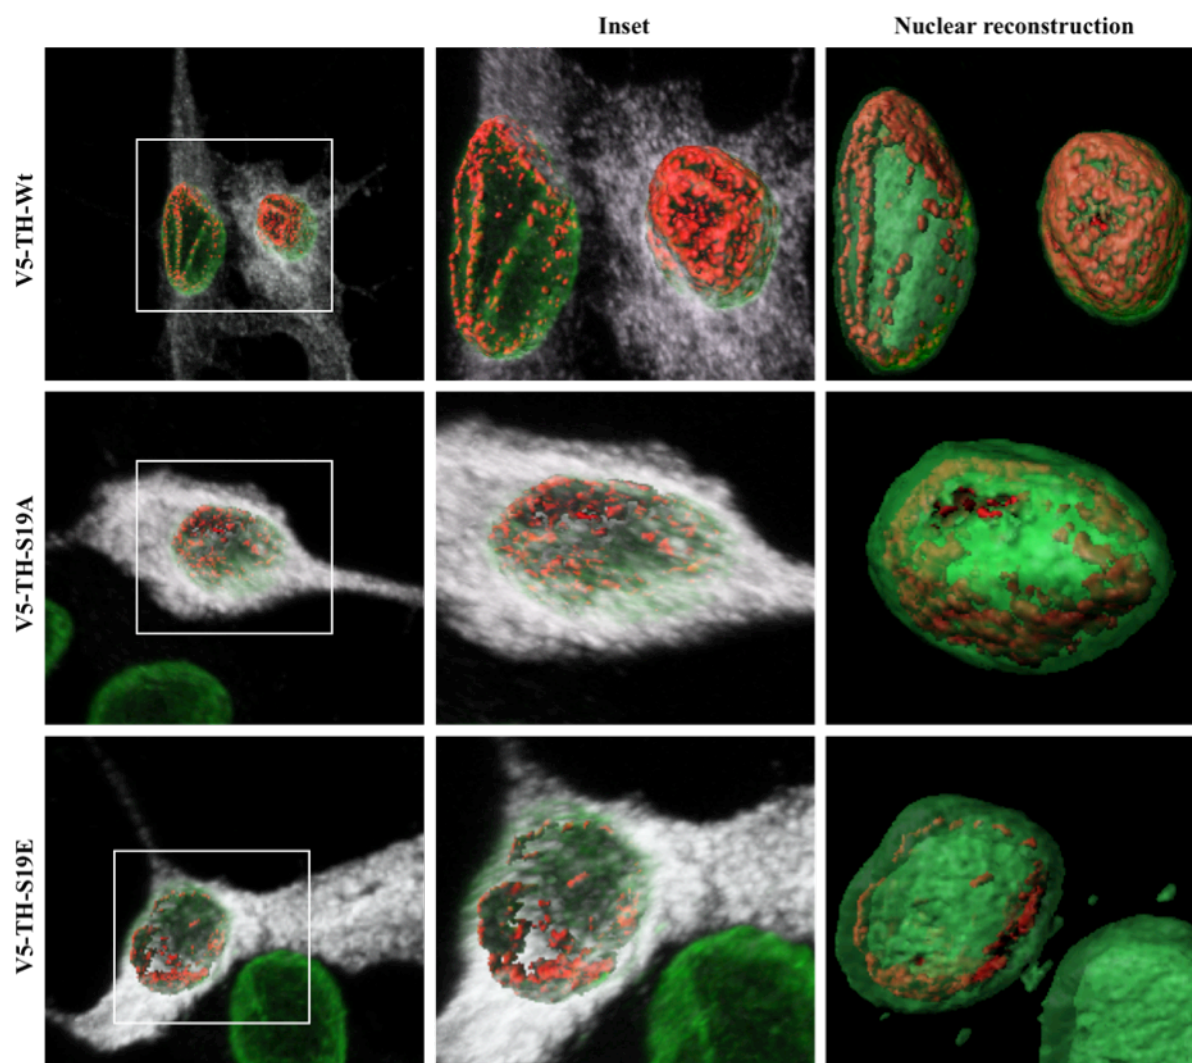 Inset
Nuclear reconstruction
V5-TH-Wt
V5-TH-S19A
V5-TH-S19E